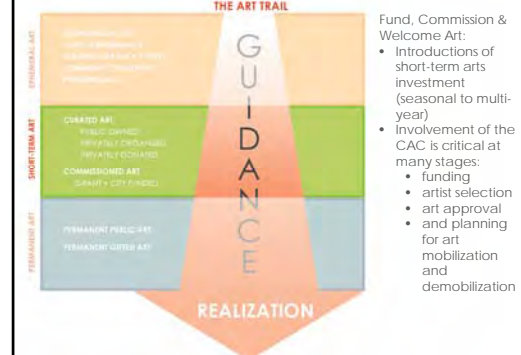 THE ART TRAIL
EPHEMERAL ART
SHORT-TERM ART
CURATED ART
PUBLIC OWNED
PRIVATELY ORGANIZED
PRIVATELY DONATED
COMMISSIONED ART
GRANT + CITY FUNDED
PERMANENT ART
PERMANENT PUBLIC ART
PERMANENT GIFTED ART
GUIDANCE
REALIZATION
Fund, Commission &
Welcome Art:
• Introductions of
short-term arts
investment
(seasonal to multi-
year)
• Involvement of the
CAC is critical at
many stages:
• funding
• artist selection
• art approval
• and planning
for art
mobilization
and
demobilization